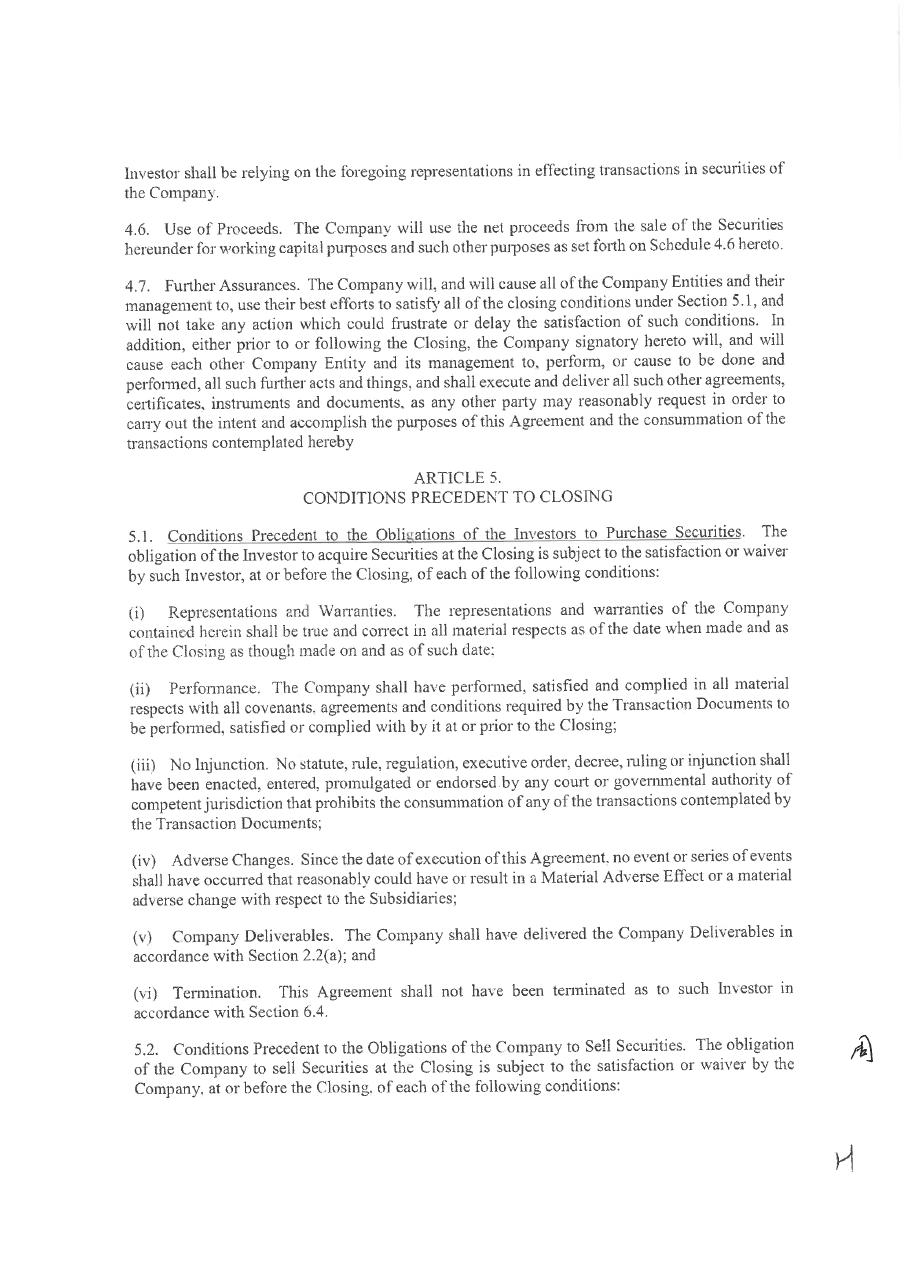 Investor shall be relying on the foregoing representations in effecting transactions in securities of
the Company.
4.6. Use of Proceeds. The Company will use the net proceeds from the sale of the Securities
hereunder for working capital purposes and such other purposes as set forth on Schedule 4.6 hereto.
4.7. Further Assurances. The Company will, and will cause all of the Company Entities and their
management to, use their best efforts to satisfy all of the closing conditions under Section 5.1, and
will not take any action which could frustrate or delay the satisfaction of such conditions. In
addition, either prior to or following the Closing, the Company signatory hereto will, and will
cause each other Company Entity and its management to, perform, or cause to be done and
performed, all such further acts and things, and shall execute and deliver all such other agreements,
certificates, instruments and documents, as any other party may reasonably request in order to
carry out the intent and accomplish the purposes of this Agreement and the consummation of the
transactions contemplated hereby
ARTICLE 5.
CONDITIONS PRECEDENT TO CLOSING
5.1. Conditions Precedent to the Obligations of the Investors to Purchase Securities. The
obligation of the Investor to acquire Securities at the Closing is subject to the satisfaction or waiver
by such Investor, at or before the Closing, of each of the following conditions:
(i) Representations and Warranties. The representations and warranties of the Company
contained herein shall be true and correct in all material respects as of the date when made and as
of the Closing as though made on and as of such date;
(ii) Performance. The Company shall have performed, satisfied and complied in all material
respects with all covenants, agreements and conditions required by the Transaction Documents to
be performed, satisfied or complied with by it at or prior to the Closing;
(iii) No Injunction. No statute, rule, regulation, executive order, decree, ruling or injunction shall
have been enacted, entered, promulgated or endorsed by any court or governmental authority of
competent jurisdiction that prohibits the consummation of any of the transactions contemplated by
the Transaction Documents;
(iv) Adverse Changes. Since the date of execution of this Agreement, no event or series of events
shall have occurred that reasonably could have or result in a Material Adverse Effect or a material
adverse change with respect to the Subsidiaries;
(v) Company Deliverables. The Company shall have delivered the Company Deliverables in
accordance with Section 2.2(a); and
(vi) Termination. This Agreement shall not have been terminated as to such Investor in
accordance with Section 6.4.
5.2. Conditions Precedent to the Obligations of the Company to Sell Securities. The obligation
of the Company to sell Securities at the Closing is subject to the satisfaction or waiver by the
Company, at or before the Closing, of each of the following conditions: